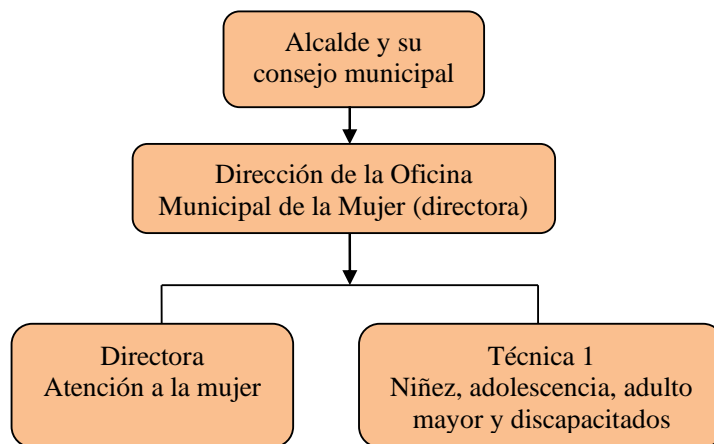 Alcalde y su
consejo municipal
Dirección de la Oficina
Municipal de la Mujer (directora)
Directora
Atención a la mujer
Técnica 1
Niñez, adolescencia, adulto
mayor y discapacitados